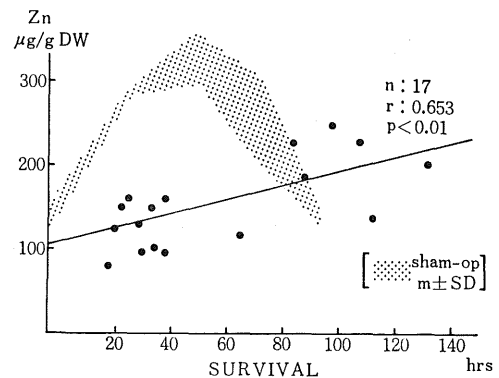 Zn
μg/g DW
300
200
100
n : 17
r : 0.653
p<0.01
sham-op
m±SD
20
40
60
80
100
120
140
hrs
SURVIVAL